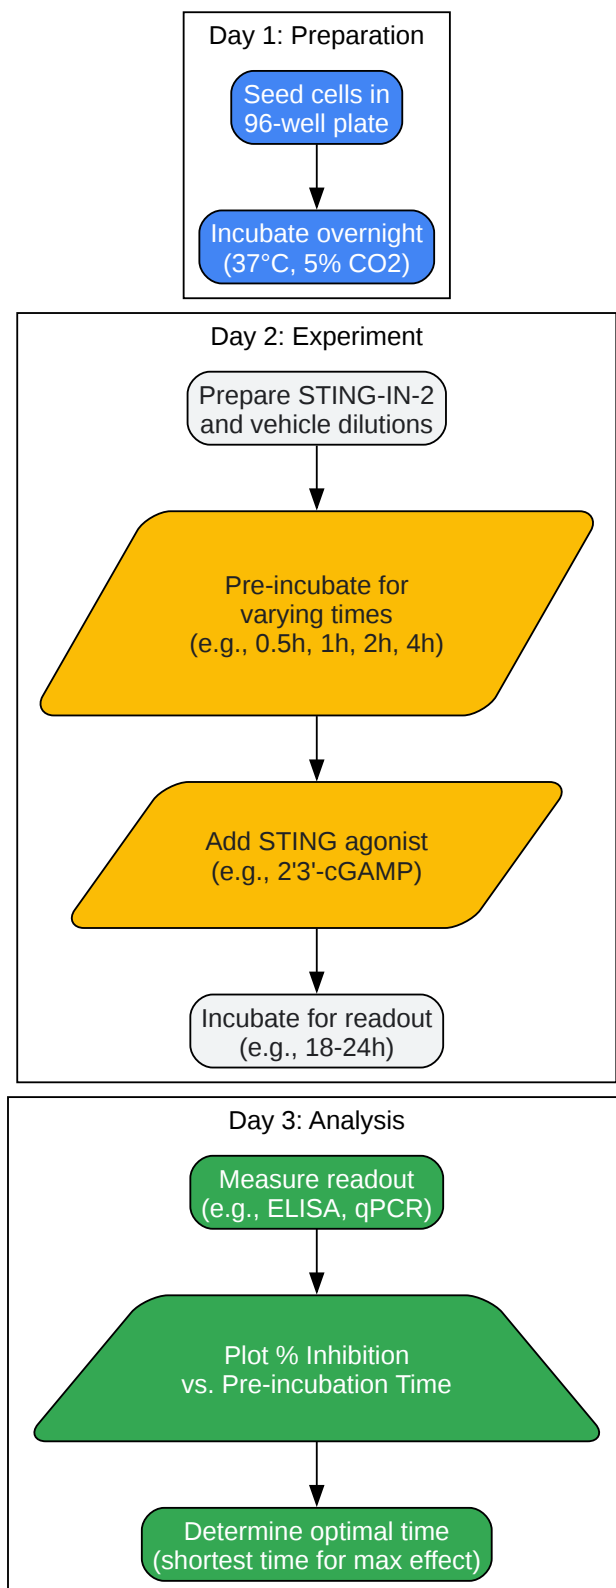 Day 1: Preparation
Seed cells in
96-well plate
Incubate overnight
(37°C, 5% CO2)
Day 2: Experiment
Prepare STING-IN-2
and vehicle dilutions
Pre-incubate for
varying times
(e.g., 0.5h, 1h, 2h, 4h)
Add STING agonist
(e.g., 2'3'-cGAMP)
Incubate for readout
(e.g., 18-24h)
Day 3: Analysis
Measure readout
(e.g., ELISA, qPCR)
Plot % Inhibition
vs. Pre-incubation Time
Determine optimal time
(shortest time for max effect)